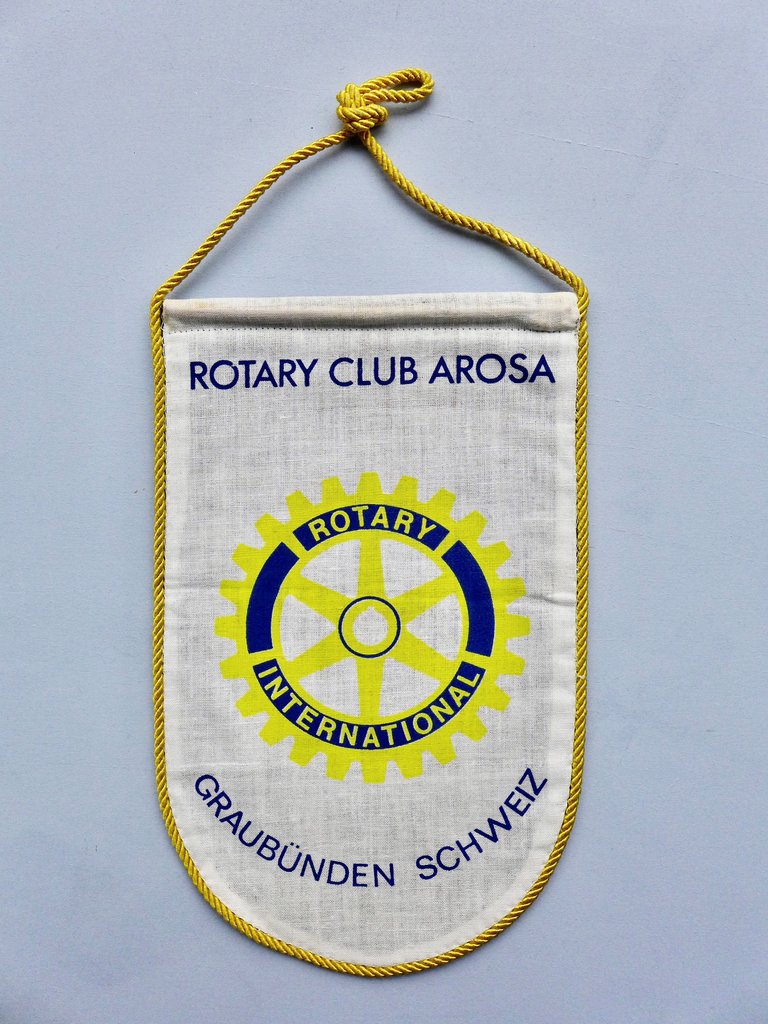 ROTARY CLUB AROSA
ROTARY
INTERNATIONAL
GRAUBÜNDEN SCHWEIZ